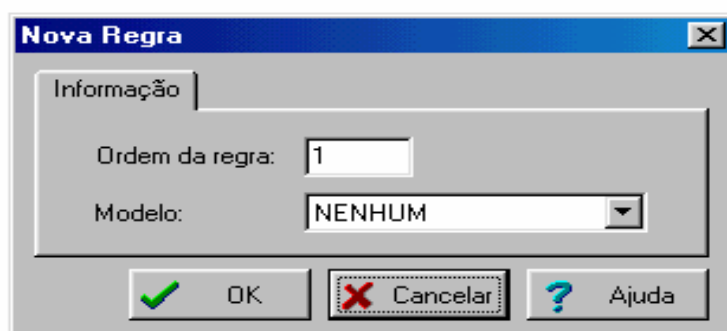 Nova Regra
Informação
Ordem da regra: 1
Modelo: NENHUM
OK Cancelar Ajuda